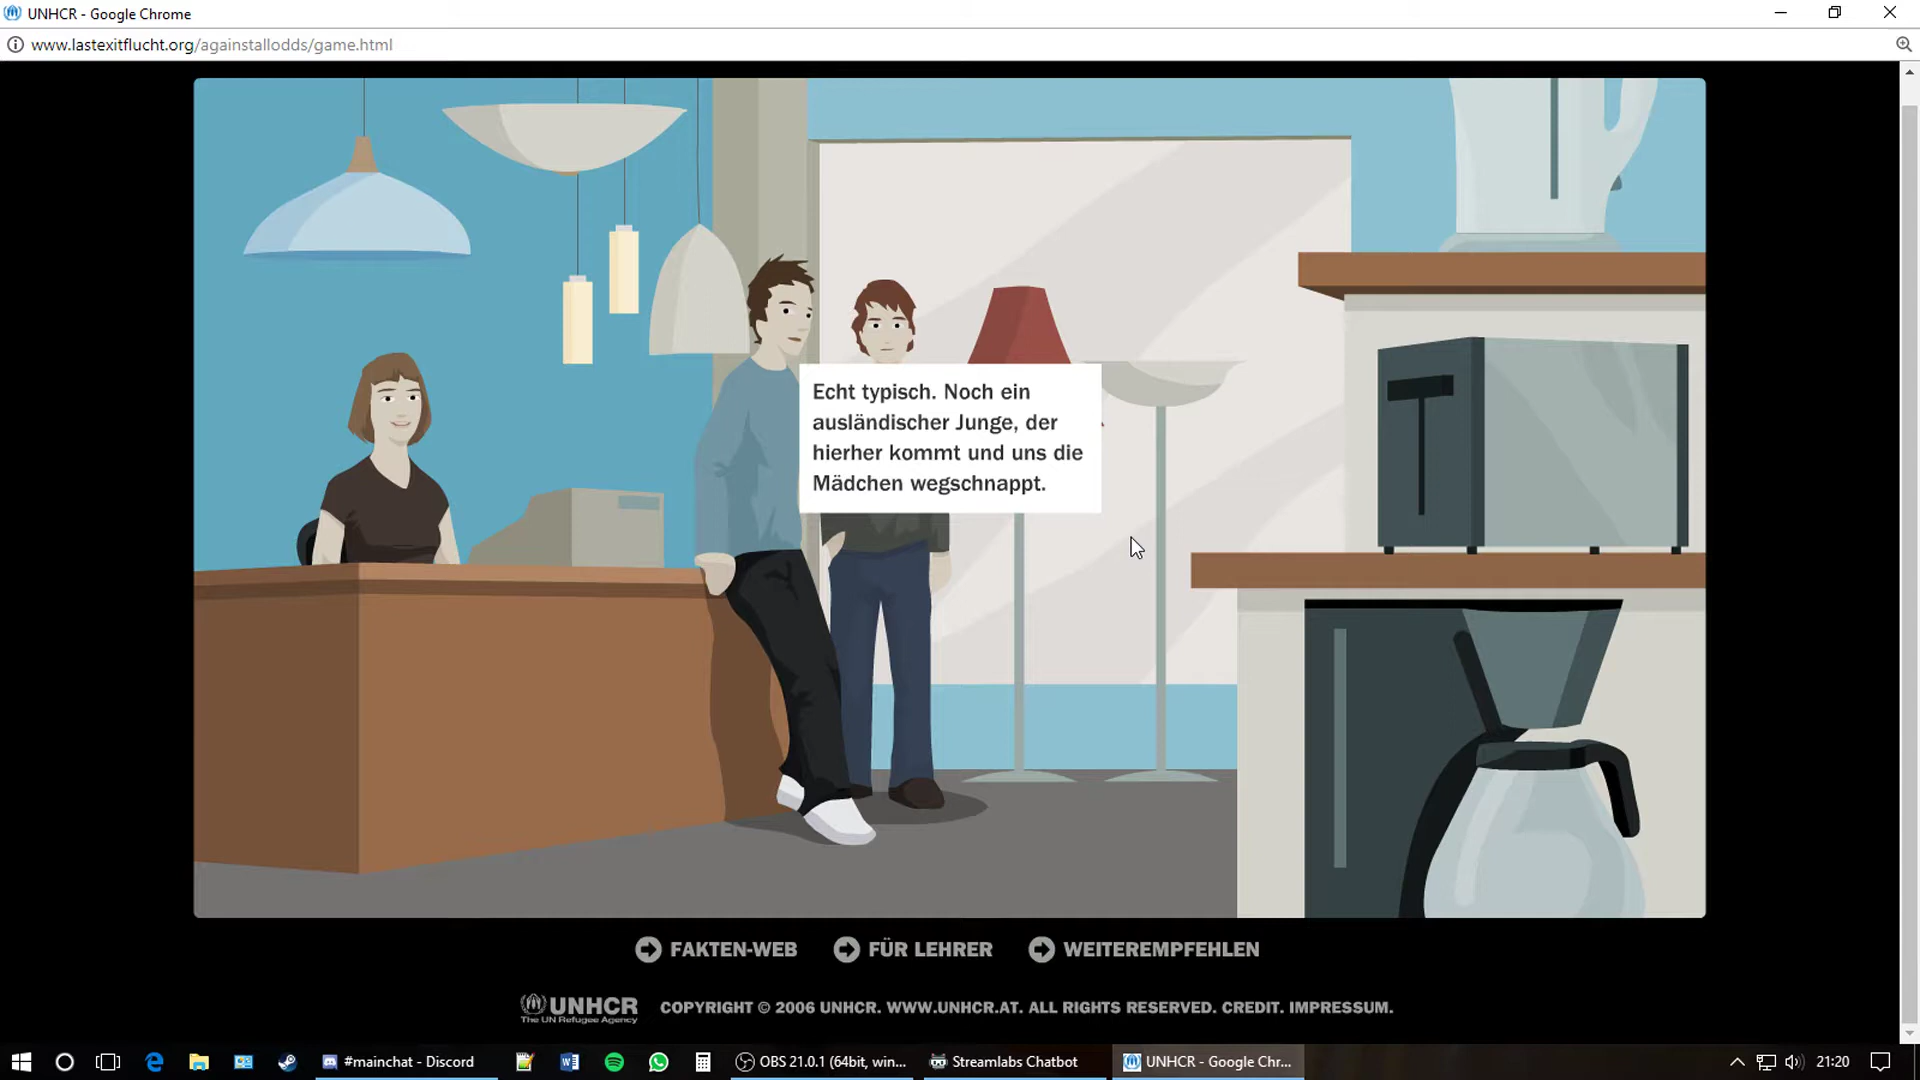 UNHCR - Google Chrome
www.lastexitflucht.org/againstallodds/game.html
Echt typisch. Noch ein
ausländischer Junge, der
hierher kommt und uns die
Mädchen wegschnappt.
FAKTEN-WEB FÜR LEHRER WEITEREMPFEHLEN
UNHCR
The UN Refugee Agency
COPYRIGHT © 2006 UNHCR. WWW.UNHCR.AT. ALL RIGHTS RESERVED. CREDIT. IMPRESSUM.
#mainchat - Discord OBS 21.0.1 (64bit, win... Streamlabs Chatbot UNHCR - Google Chr... 21:20